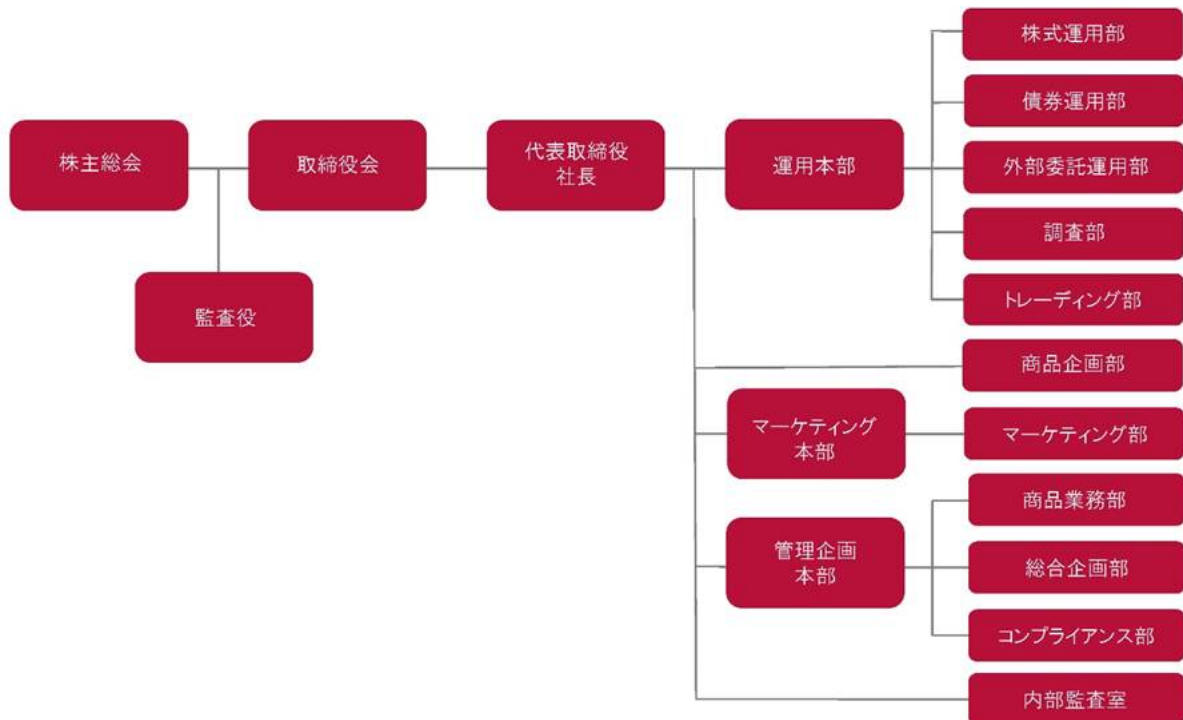 株主総会
取締役会
代表取締役
社長
監査役
運用本部
株式運用部
債券運用部
外部委託運用部
調査部
トレーディング部
商品企画部
マーケティング
本部
マーケティング部
管理企画
本部
商品業務部
総合企画部
コンプライアンス部
内部監査室